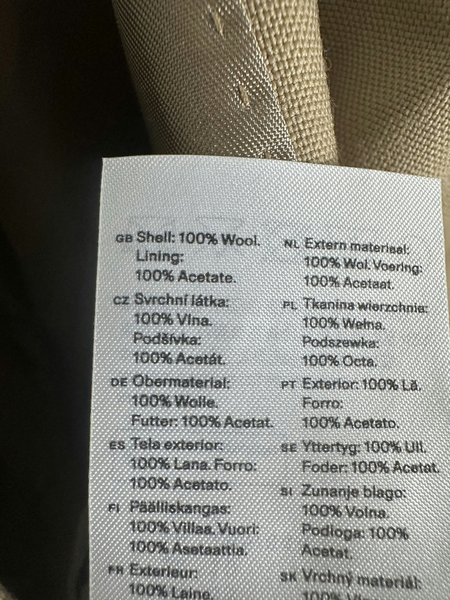 GB Shell: 100% Wool.
Lining:
100% Acetate.
CZ Svrchní látka:
100% Vlna.
Podšívka:
100% Acetát.
DE Obermaterial:
100% Wolle.
Futter: 100% Acetat.
ES Tela exterior:
100% Lana. Forro:
100% Acetato.
FI Päälliskangas:
100% Villaa. Vuori:
100% Asetaattia.
FR Exterieur:
100% Laine.
NL Extern materiaal:
100% Wol. Voering:
100% Acetaat.
PL Tkanina wierzchnia:
100% Wełna.
Podszewka:
100% Octa.
PT Exterior: 100% Lã.
Forro:
100% Acetato.
SE Yttertyg: 100% Ull.
Foder: 100% Acetat.
SI Zunanje blago:
100% Volna.
Podloga: 100%
Acetat.
SK Vrchný materiál:
100%